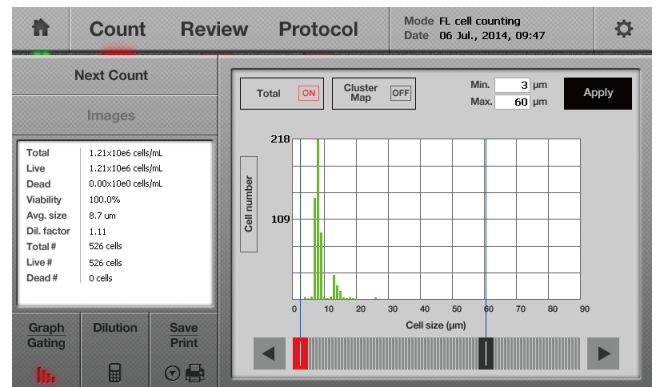 Count Review Protocol
Mode FL cell counting
Date 06 Jul., 2014, 09:47
Next Count
Images
Total 1.21x10e6 cells/mL
Live 1.21x10e6 cells/mL
Dead 0.00x10e0 cells/mL
Viability 100.0%
Avg. size 8.7 um
Dil. factor 1.11
Total # 526 cells
Live # 526 cells
Dead # 0 cells
Graph Gating
Dilution
Save Print
Total ON
Cluster Map OFF
Min. 3 µm
Max. 60 µm
Apply
218
109
Cell number
0 10 20 30 40 50 60 70 80 90
Cell size (µm)